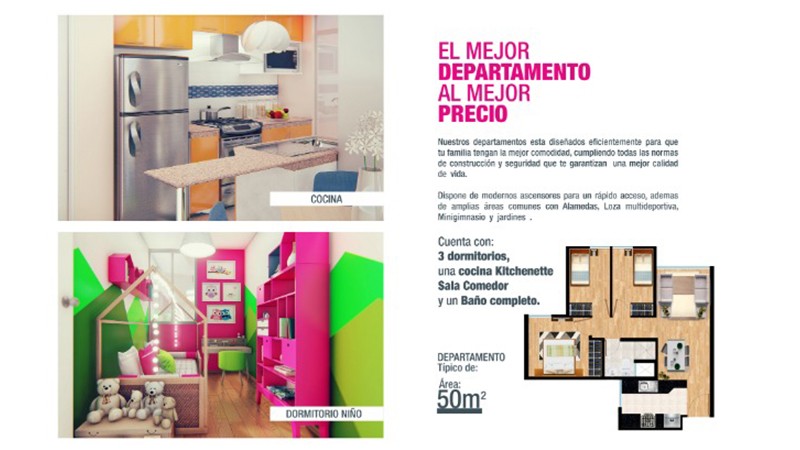 COCINA
DORMITORIO NIÑO
EL MEJOR
DEPARTAMENTO
AL MEJOR
PRECIO
Nuestros departamentos esta diseñados eficientemente para que
tu familia tengan la mejor comodidad, cumpliendo todas las normas
de construcción y seguridad que te garantizan una mejor calidad
de vida.
Dispone de modernos ascensores para un rápido acceso, ademas
de amplias áreas comunes con Alamedas, Loza multideportiva,
Minigimnasio y jardines .
Cuenta con:
3 dormitorios,
una cocina Kitchenette
Sala Comedor
y un Baño completo.
DEPARTAMENTO
Típico de:
Área:
50m²